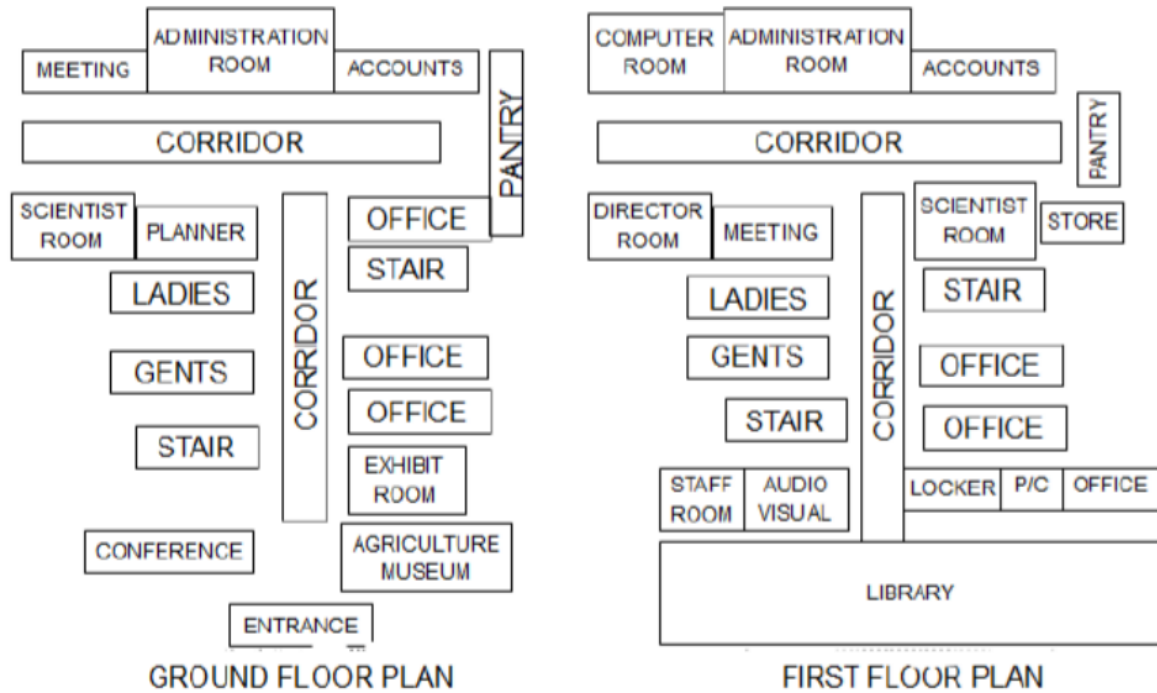 ADMINISTRATION
ROOM
MEETING
ACCOUNTS
PANTRY
CORRIDOR
SCIENTIST
ROOM
PLANNER
CORRIDOR
OFFICE
STAIR
LADIES
GENTS
OFFICE
OFFICE
STAIR
EXHIBIT
ROOM
CONFERENCE
AGRICULTURE
MUSEUM
ENTRANCE
GROUND FLOOR PLAN
COMPUTER
ROOM
ADMINISTRATION
ROOM
ACCOUNTS
PANTRY
CORRIDOR
DIRECTOR
ROOM
MEETING
CORRIDOR
SCIENTIST
ROOM
STORE
LADIES
STAIR
GENTS
OFFICE
STAIR
OFFICE
STAFF
ROOM
AUDIO
VISUAL
LOCKER
P/C
OFFICE
LIBRARY
FIRST FLOOR PLAN